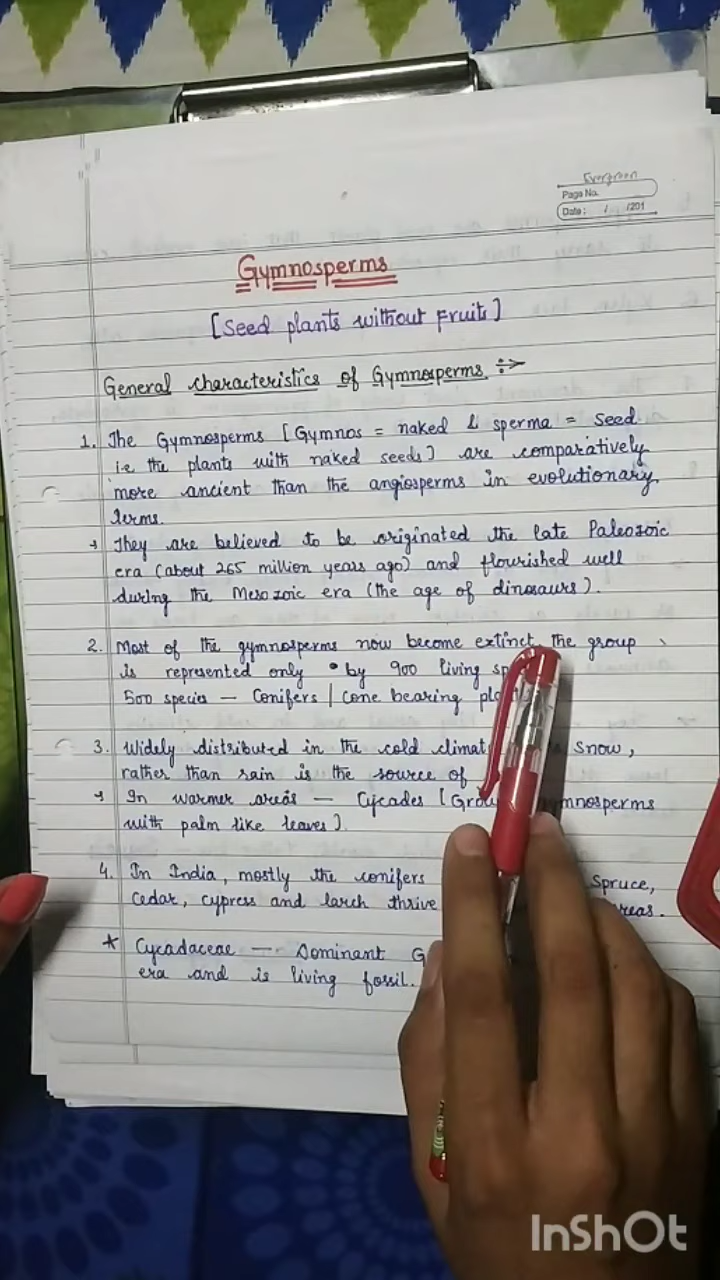 Evergreen
Page No.
Date: / /201
Gymnosperms
[Seed plants without Fruits]
General characteristics of Gymnosperms :->
1. The Gymnosperms [Gymnos = naked & sperma = seed
i.e the plants with naked seeds] are comparatively
more ancient than the angiosperms in evolutionary
terms.
→ They are believed to be originated the late Paleozoic
era (about 265 million years ago) and flourished well
during the Mesozoic era (the age of dinosaurs).
2. Most of the gymnosperms now become extinct, the group
is represented only by 900 living sp
500 species — Conifers / cone bearing pl
3. Widely distributed in the cold climat snow,
rather than rain is the source of
→ In warmer areas — Cycades [Grou mnosperms
with palm like leaves].
4. In India, mostly the conifers Spruce,
Cedar, cypress and larch thrive reas.
* Cycadaceae — Dominant G
era and is living fossil.
InShOt